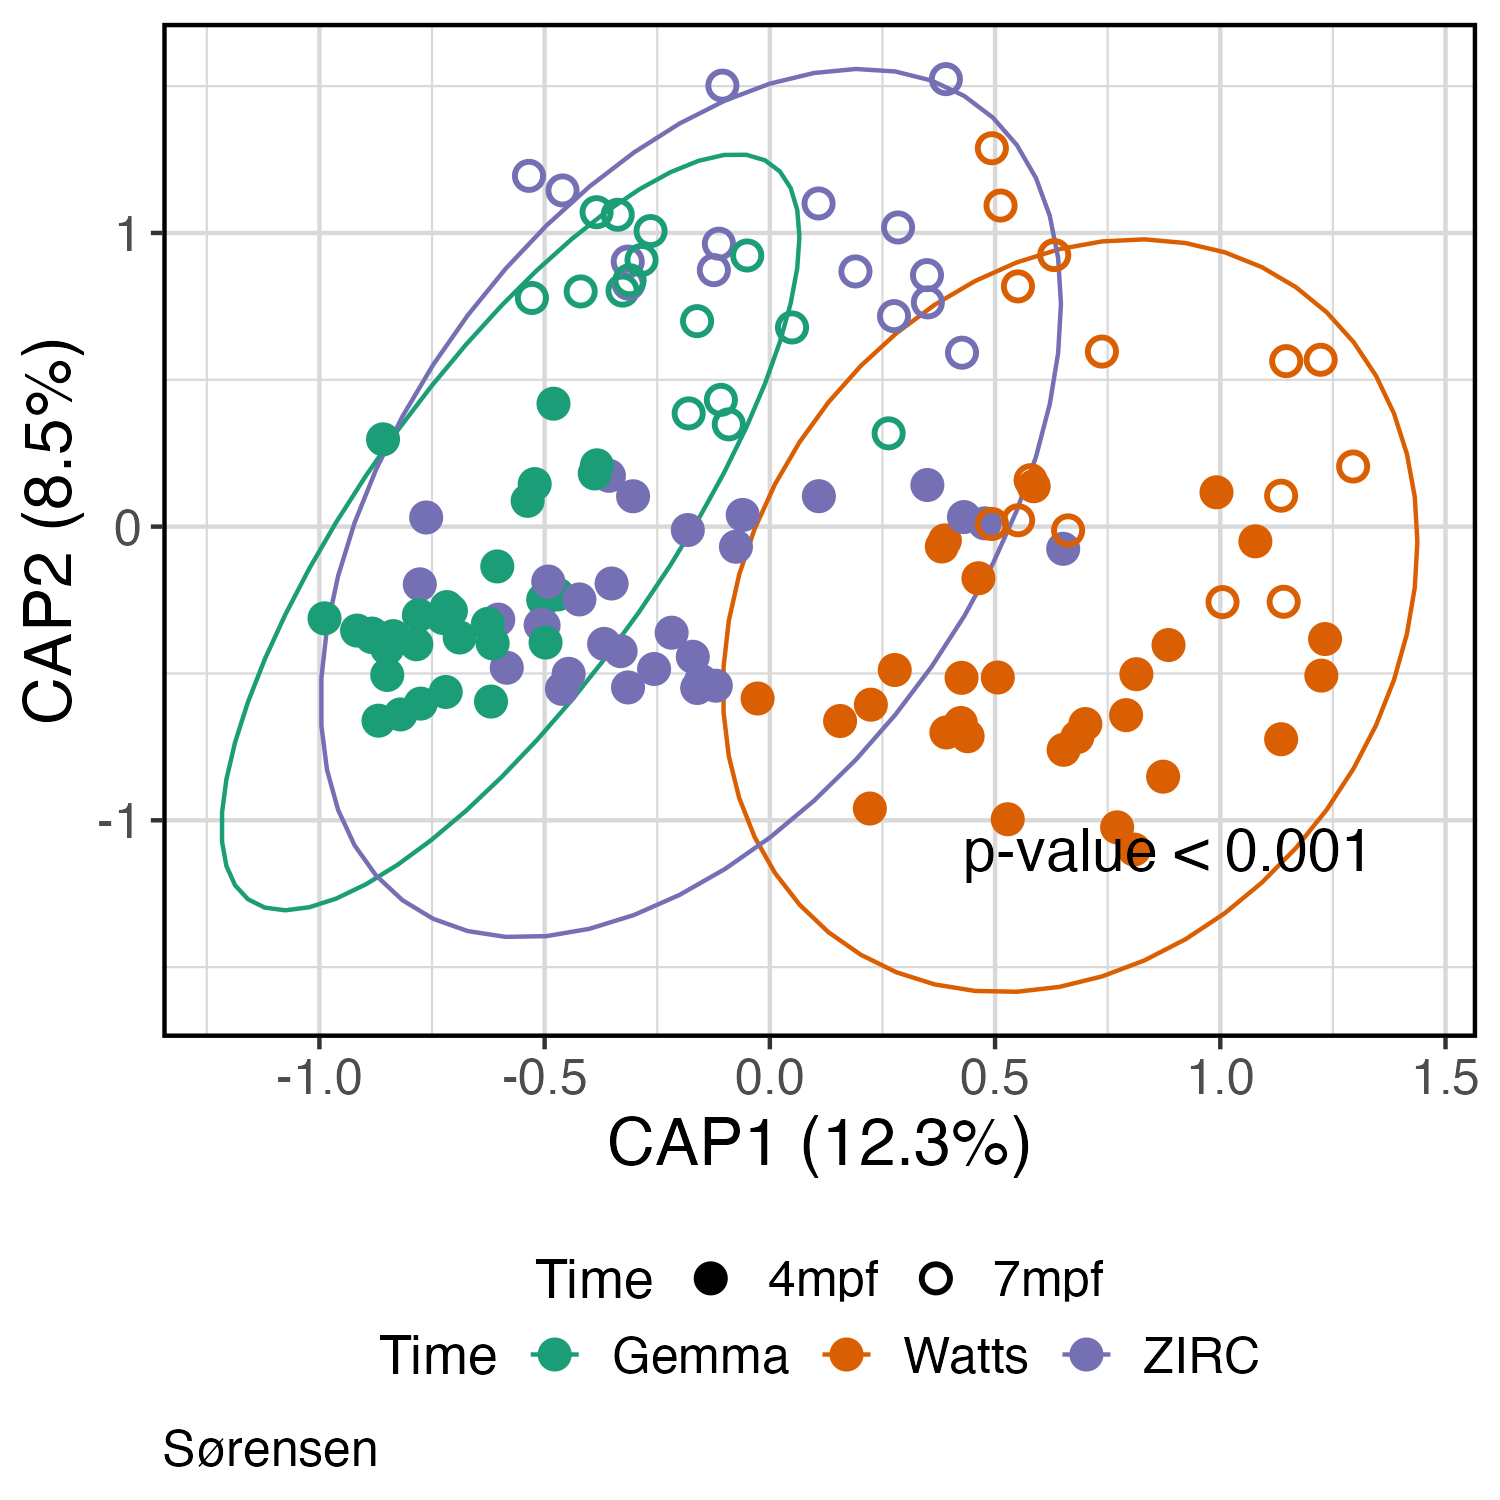 CAP2 (8.5%)
1
0
-1
p-value < 0.001
-1.0 -0.5 0.0 0.5 1.0 1.5
CAP1 (12.3%)
Time 4mpf 7mpf
Time Gemma Watts ZIRC
Sørensen